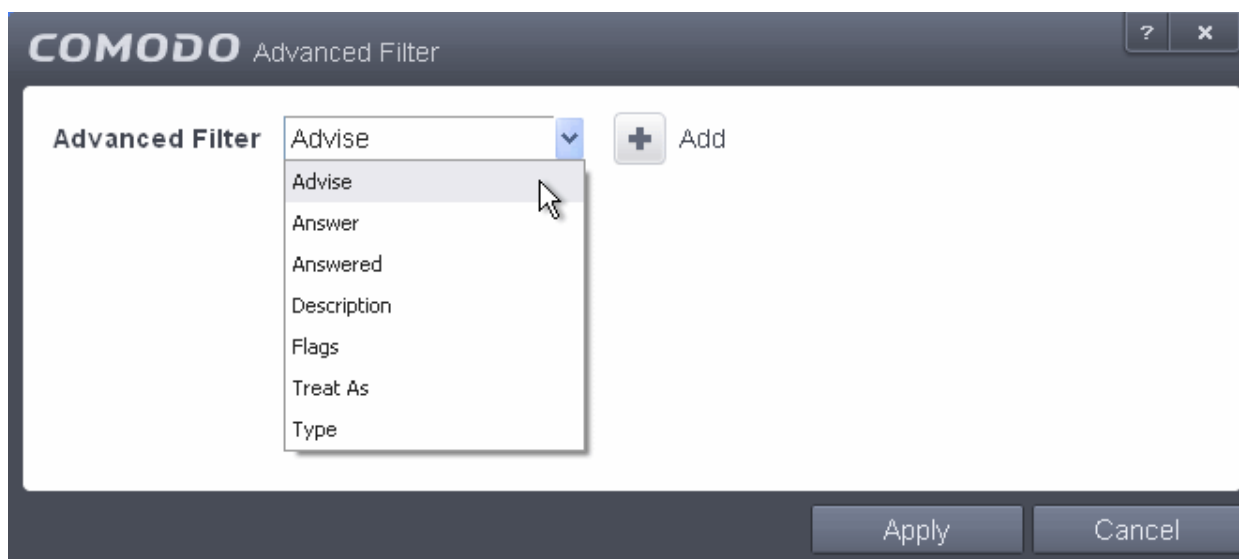 COMODO Advanced Filter ? x
Advanced Filter Advise + Add
Advise
Answer
Answered
Description
Flags
Treat As
Type
Apply Cancel